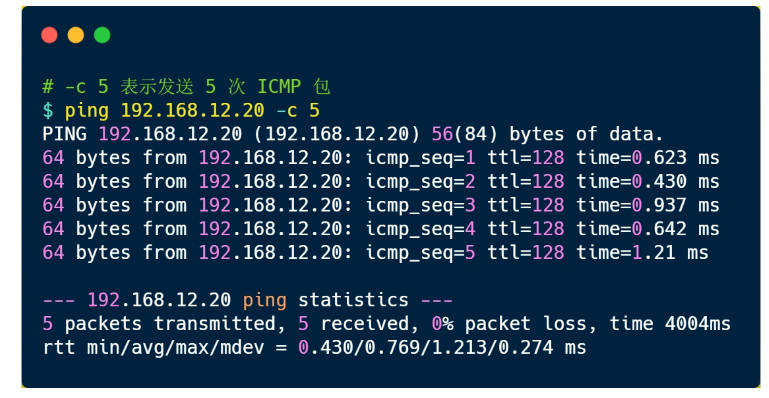 # -c 5 表示发送 5 次 ICMP 包
$ ping 192.168.12.20 -c 5
PING 192.168.12.20 (192.168.12.20) 56(84) bytes of data.
64 bytes from 192.168.12.20: icmp_seq=1 ttl=128 time=0.623 ms
64 bytes from 192.168.12.20: icmp_seq=2 ttl=128 time=0.430 ms
64 bytes from 192.168.12.20: icmp_seq=3 ttl=128 time=0.937 ms
64 bytes from 192.168.12.20: icmp_seq=4 ttl=128 time=0.642 ms
64 bytes from 192.168.12.20: icmp_seq=5 ttl=128 time=1.21 ms
--- 192.168.12.20 ping statistics ---
5 packets transmitted, 5 received, 0% packet loss, time 4004ms
rtt min/avg/max/mdev = 0.430/0.769/1.213/0.274 ms